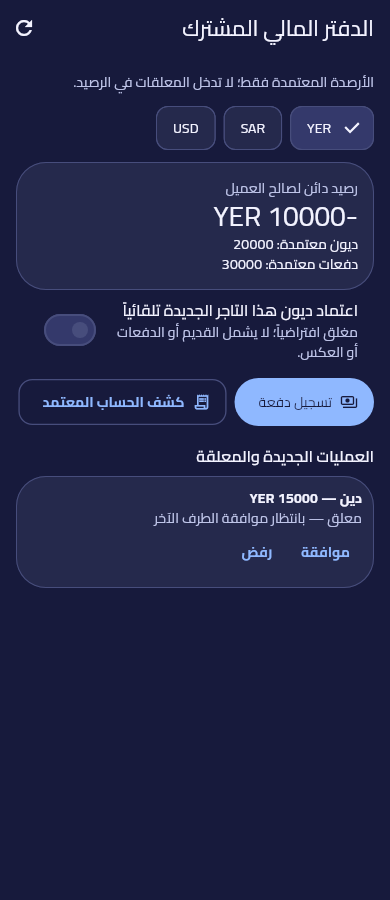 الدفتر المالي المشترك
الأرصدة المعتمدة فقط؛ لا تدخل المعلقات في الرصيد.
YER
SAR
USD
رصيد دائن لصالح العميل
YER 10000-
ديون معتمدة: 20000
دفعات معتمدة: 30000
اعتماد ديون هذا التاجر الجديدة تلقائياً
مغلق افتراضياً؛ لا يشمل القديم أو الدفعات
أو العكس.
تسجيل دفعة
كشف الحساب المعتمد
العمليات الجديدة والمعلقة
دين — YER 15000
معلق — بانتظار موافقة الطرف الآخر
موافقة
رفض